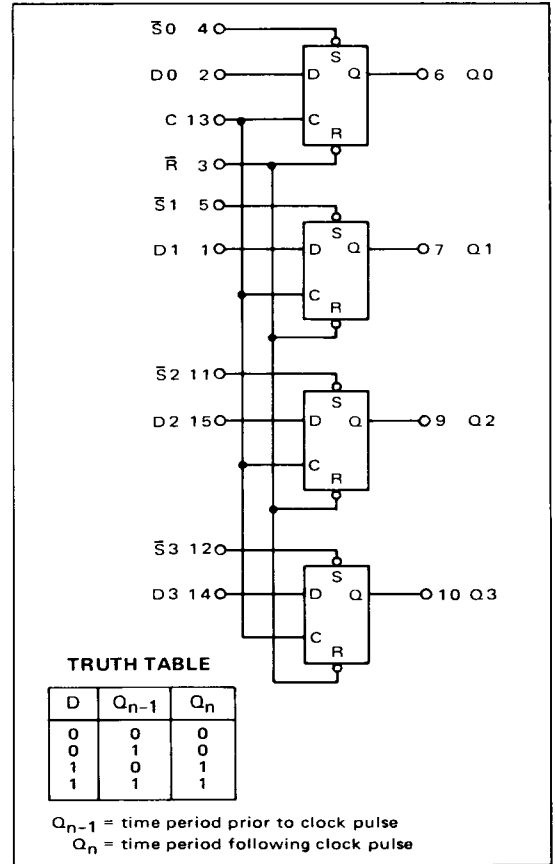 S̄0 4
S
D0 2 D Q 6 Q0
C 13 C
R
R̄ 3
S̄1 5
S
D1 1 D Q 7 Q1
C
R
S̄2 11
S
D2 15 D Q 9 Q2
C
R
S̄3 12
S
D3 14 D Q 10 Q3
C
R
TRUTH TABLE
D Qn-1 Qn
0 0 0
0 1 0
1 0 1
1 1 1
Qn-1 = time period prior to clock pulse
Qn = time period following clock pulse